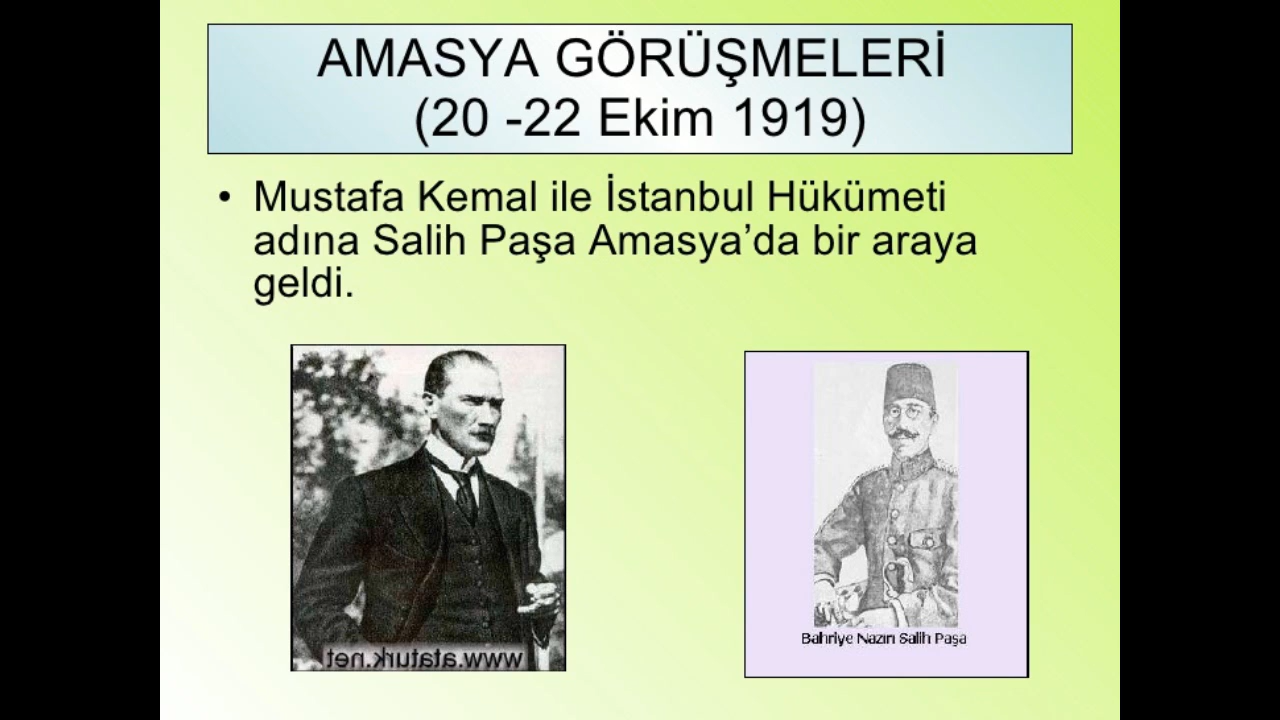 AMASYA GÖRÜŞMELERİ
(20 -22 Ekim 1919)
• Mustafa Kemal ile İstanbul Hükümeti
adına Salih Paşa Amasya’da bir araya
geldi.
www.ataturk.net
Bahriye Nazırı Salih Paşa